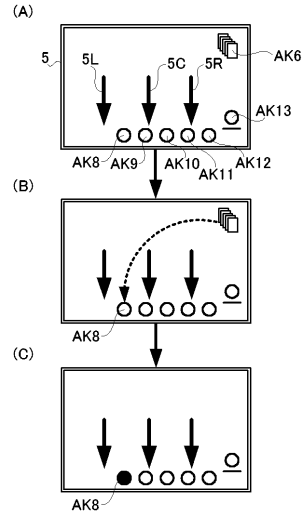 (A)
5 5L 5C 5R AK6
AK13
AK8 AK9 AK10 AK11 AK12
(B)
AK8
(C)
AK8